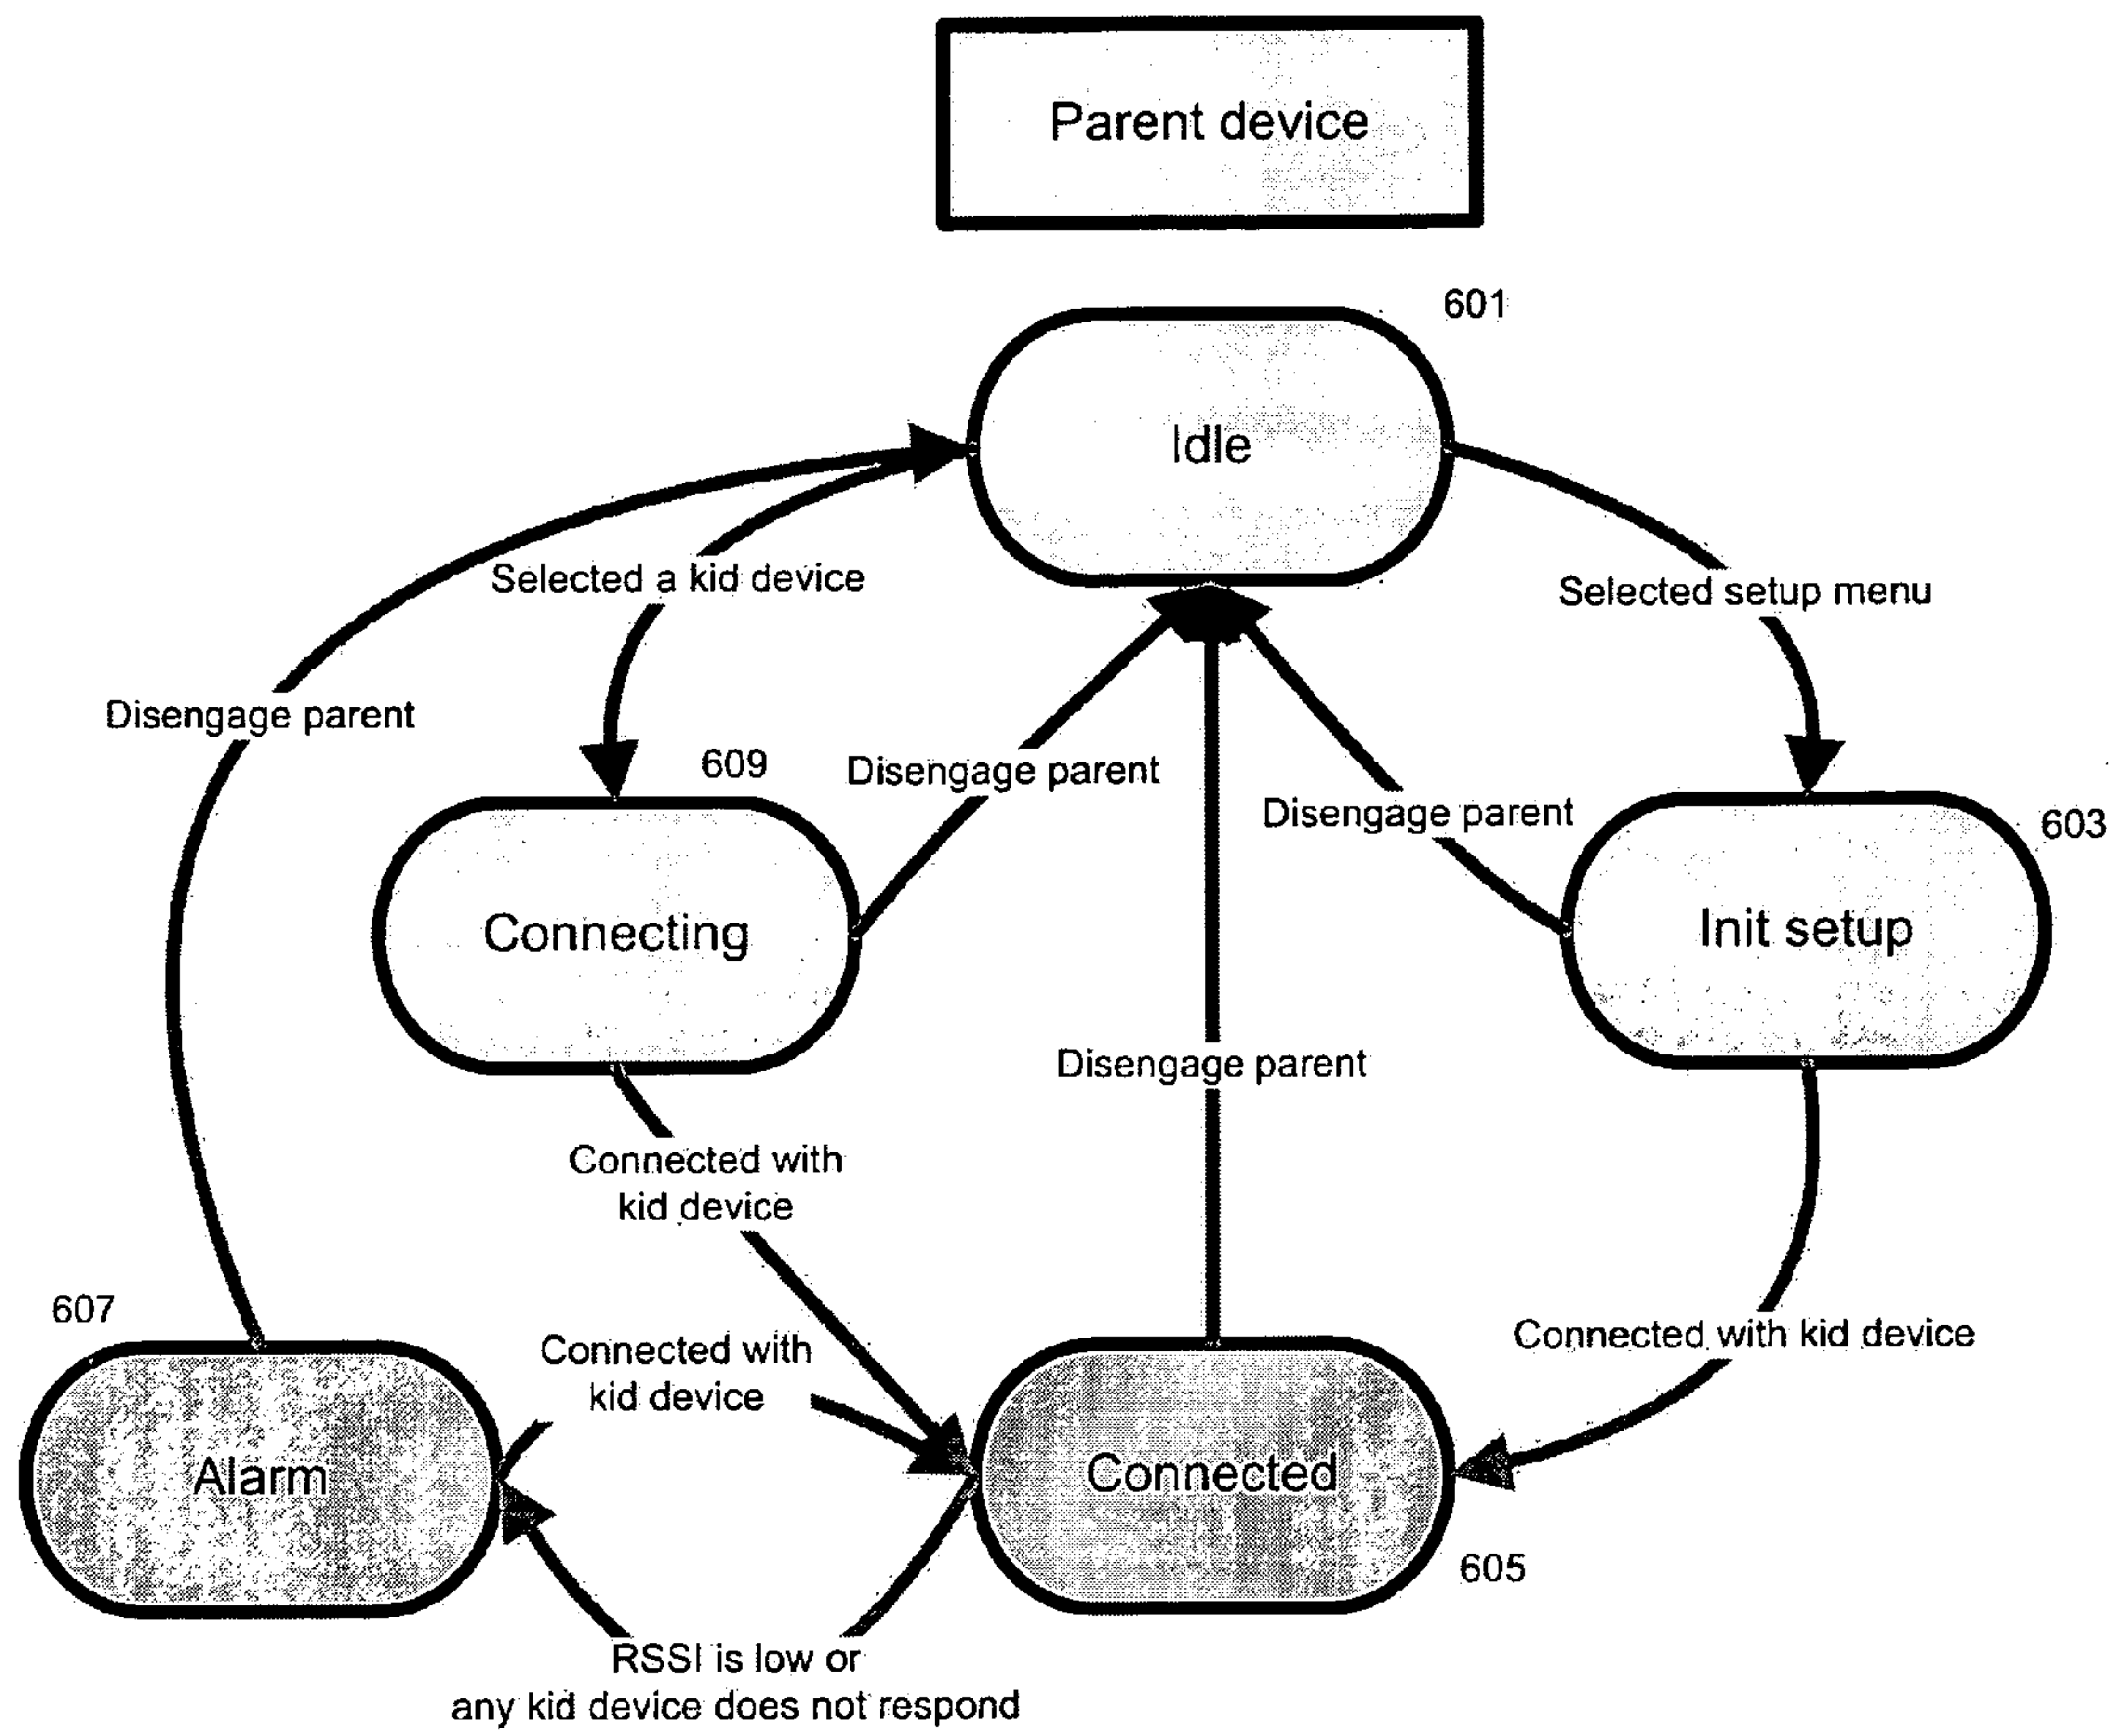 Parent device
601
Idle
Selected a kid device
Selected setup menu
Disengage parent
609
Disengage parent
Disengage parent
603
Connecting
Init setup
Disengage parent
Connected with
kid device
607
Connected with
kid device
Connected with kid device
Alarm
Connected
605
RSSI is low or
any kid device does not respond